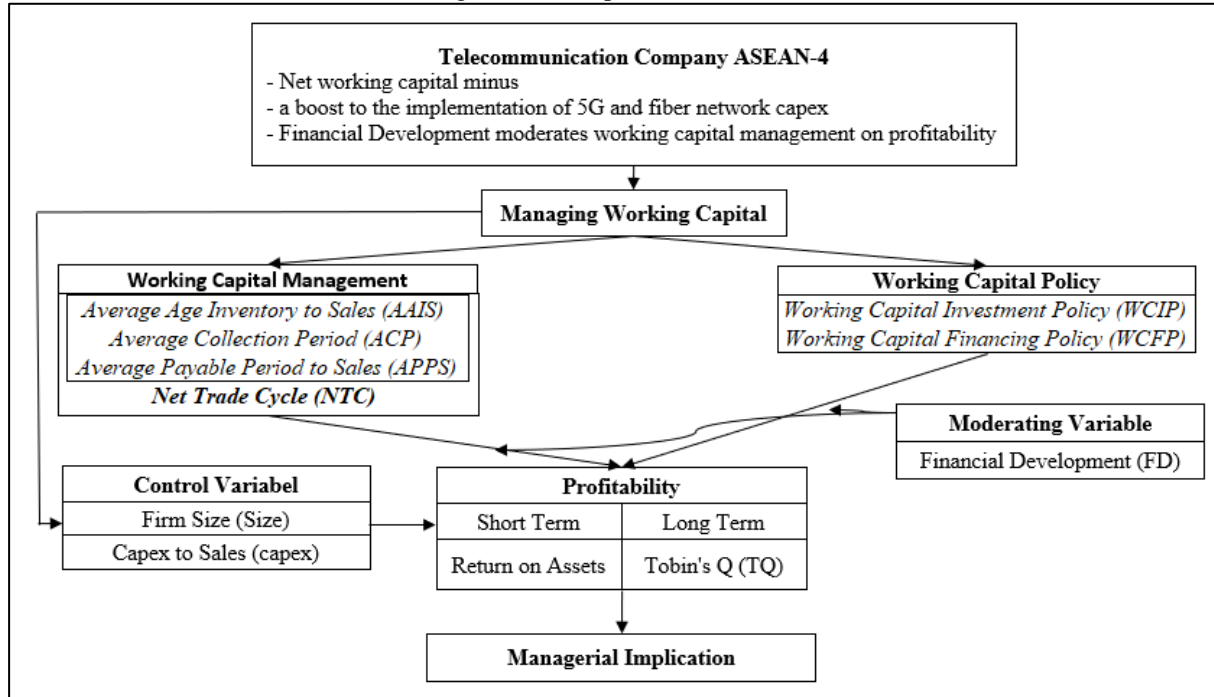 Telecommunication Company ASEAN-4
- Net working capital minus
- a boost to the implementation of 5G and fiber network capex
- Financial Development moderates working capital management on profitability
Managing Working Capital
Working Capital Management
Average Age Inventory to Sales (AAIS)
Average Collection Period (ACP)
Average Payable Period to Sales (APPS)
Net Trade Cycle (NTC)
Working Capital Policy
Working Capital Investment Policy (WCIP)
Working Capital Financing Policy (WCFP)
Moderating Variable
Financial Development (FD)
Control Variabel
Firm Size (Size)
Capex to Sales (capex)
Profitability
Short Term
Long Term
Return on Assets
Tobin's Q (TQ)
Managerial Implication